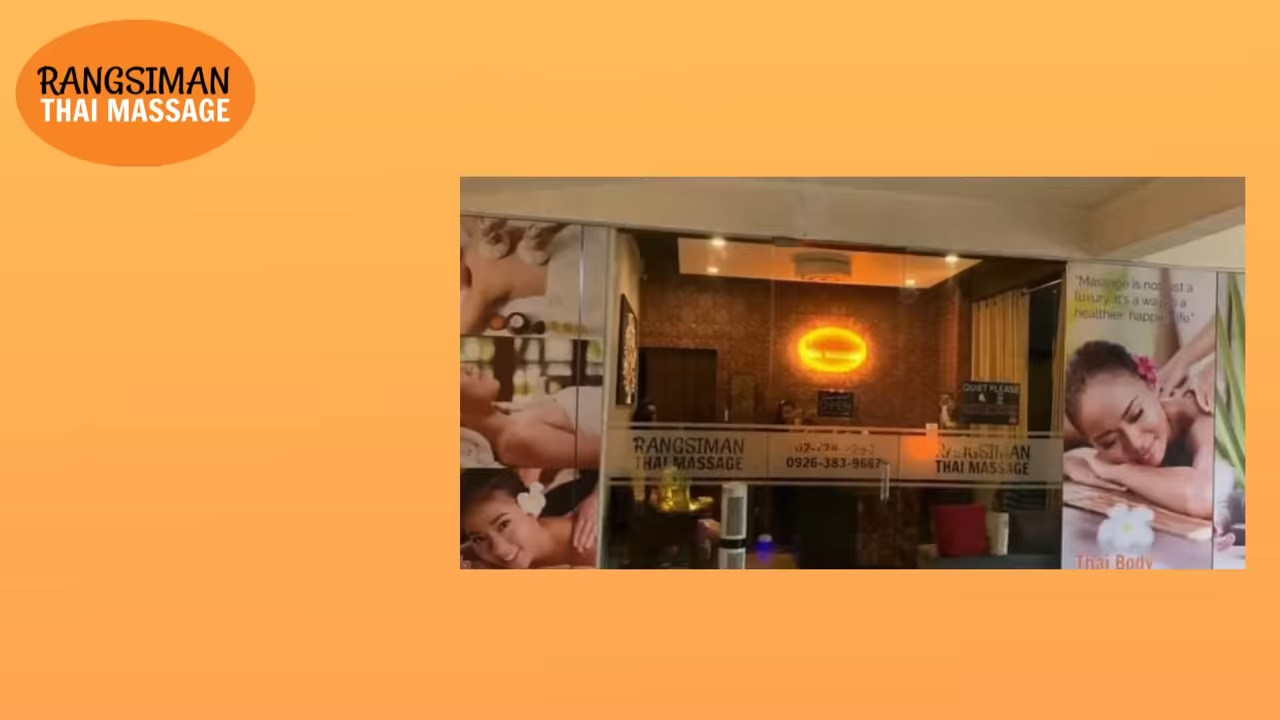 RANGSIMAN
THAI MASSAGE
"Massage is not just a
luxury. It's a way to a
healthier, happier life."
QUIET PLEASE
RANGSIMAN
THAI MASSAGE
0926-383-9667
RANGSIMAN
THAI MASSAGE
Thai Body